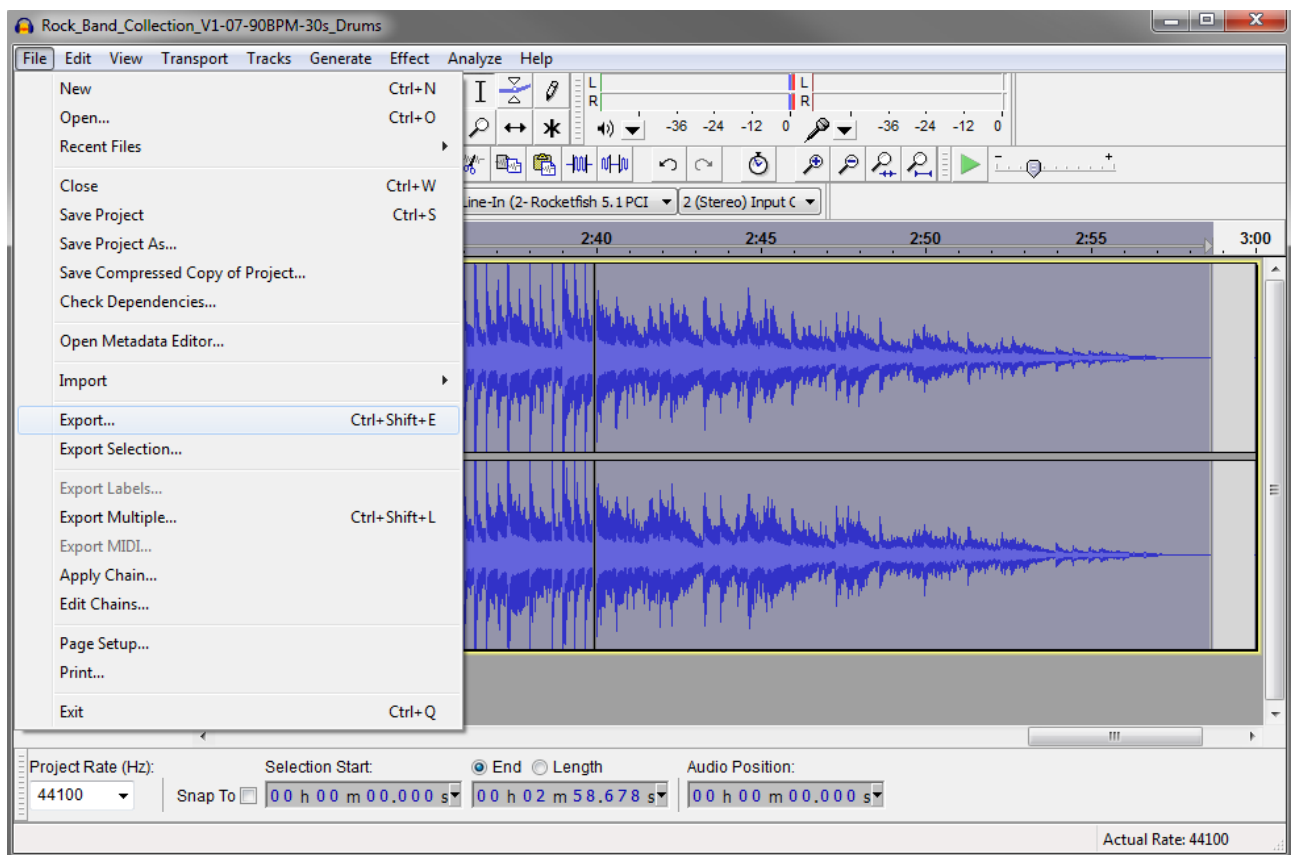 Rock_Band_Collection_V1-07-90BPM-30s_Drums
File Edit View Transport Tracks Generate Effect Analyze Help
New Ctrl+N
Open... Ctrl+O
Recent Files
Close Ctrl+W
Save Project Ctrl+S
Save Project As...
Save Compressed Copy of Project...
Check Dependencies...
Open Metadata Editor...
Import
Export... Ctrl+Shift+E
Export Selection...
Export Labels...
Export Multiple... Ctrl+Shift+L
Export MIDI...
Apply Chain...
Edit Chains...
Page Setup...
Print...
Exit Ctrl+Q
L L
R R
-36 -24 -12 0 -36 -24 -12 0
Line-In (2- Rocketfish 5.1 PCI 2 (Stereo) Input C
2:40 2:45 2:50 2:55 3:00
Project Rate (Hz): Selection Start: End Length Audio Position:
44100 Snap To 00 h 00 m 00.000 s 00 h 02 m 58.678 s 00 h 00 m 00.000 s
Actual Rate: 44100